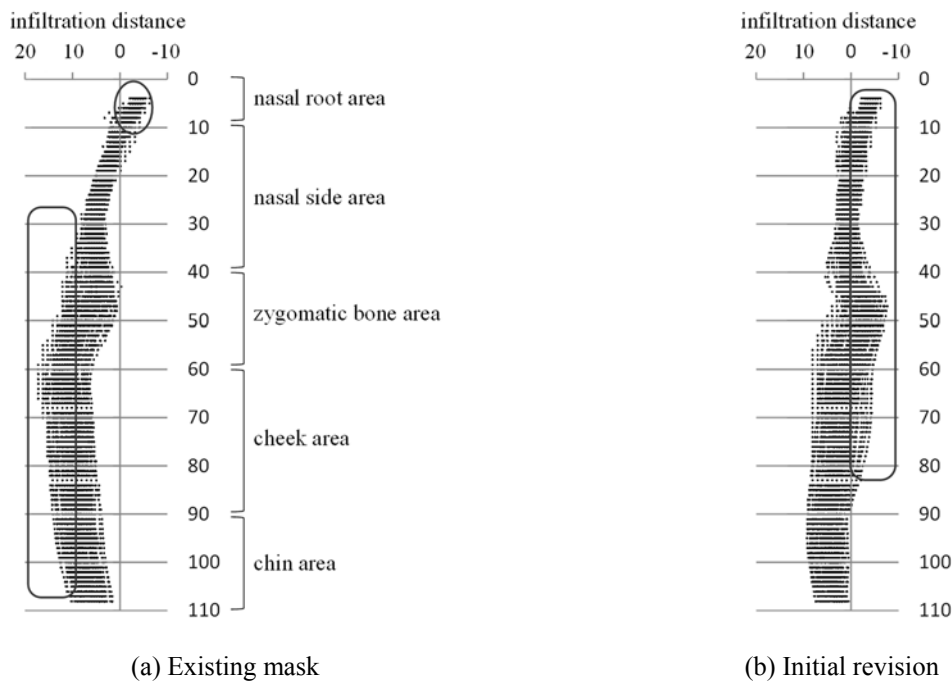 infiltration distance
20 10 0 -10
0
10
20
30
40
50
60
70
80
90
100
110
nasal root area
nasal side area
zygomatic bone area
cheek area
chin area
(a) Existing mask
infiltration distance
20 10 0 -10
0
10
20
30
40
50
60
70
80
90
100
110
(b) Initial revision